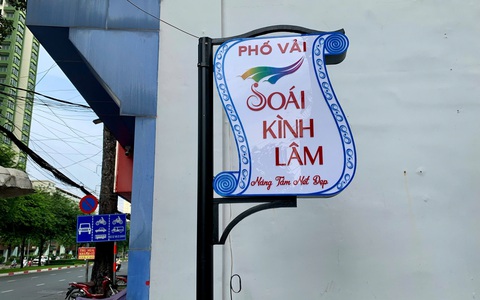 PHỐ VẢI
SOÁI
KÌNH
LÂM
Nâng Tầm Nét Đẹp